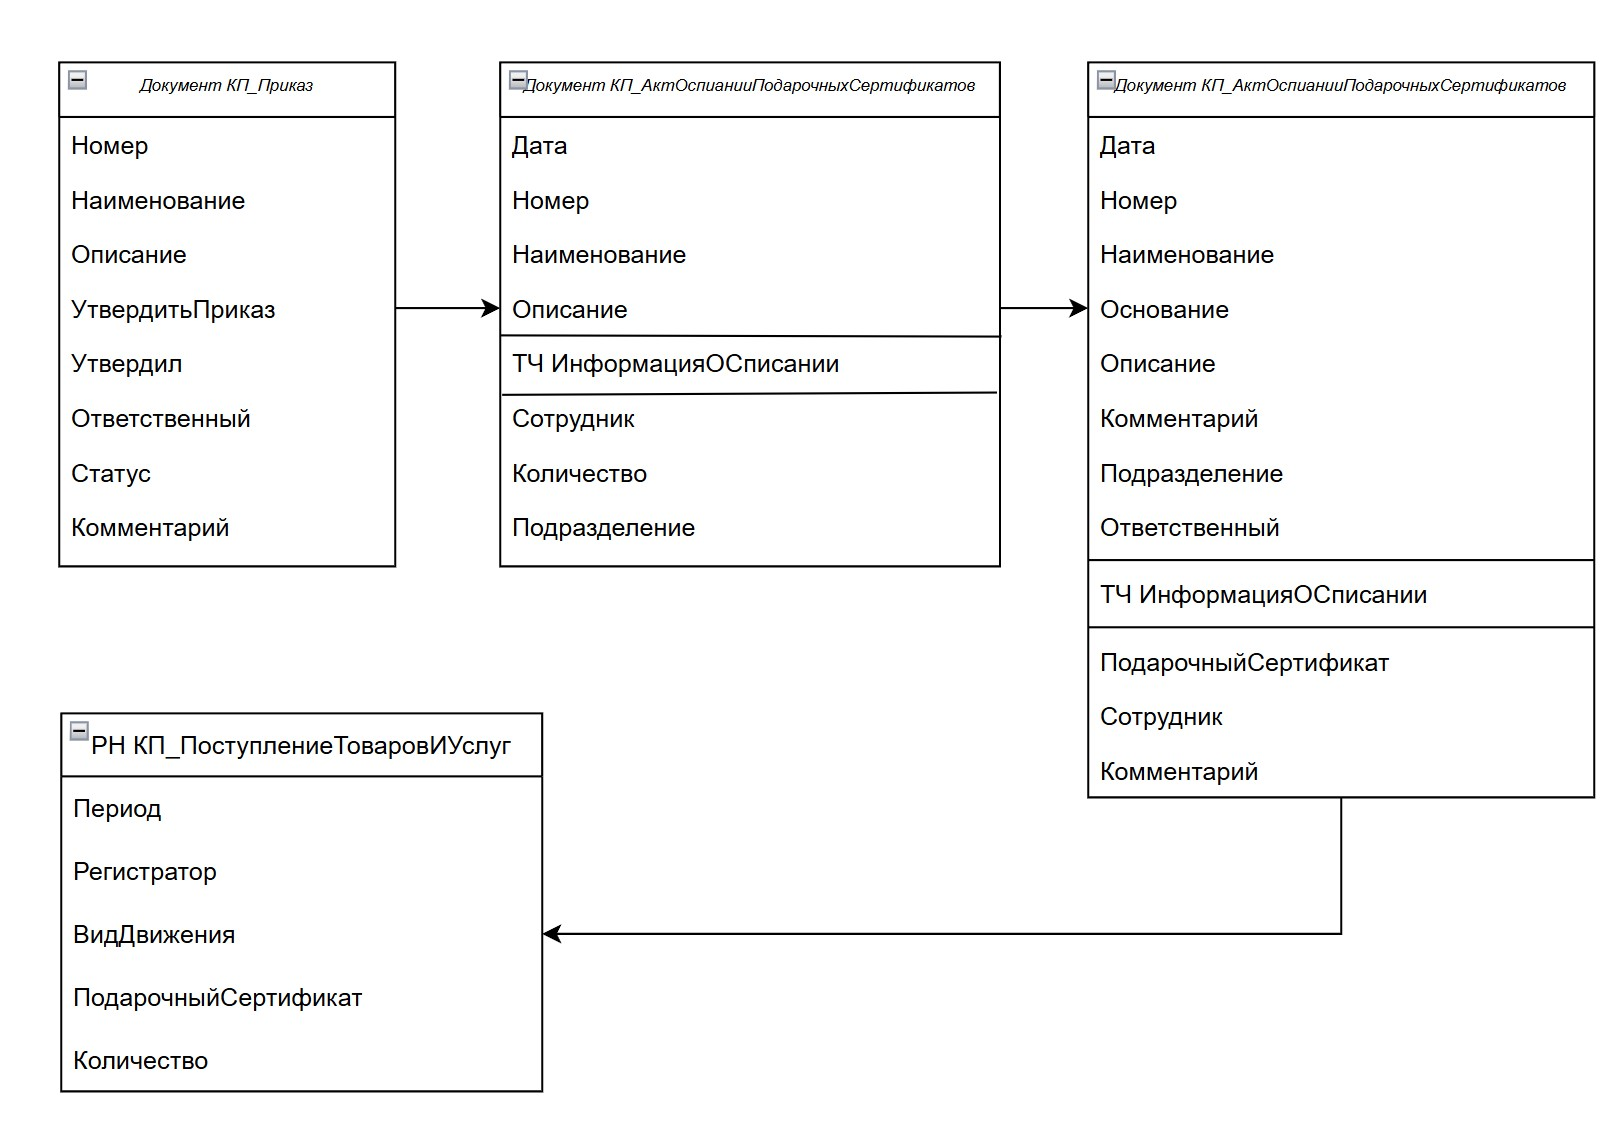 Документ КП_Приказ
Номер
Наименование
Описание
УтвердитьПриказ
Утвердил
Ответственный
Статус
Комментарий
Документ КП_АктОспианииПодарочныхСертификатов
Дата
Номер
Наименование
Описание
ТЧ ИнформацияОСписании
Сотрудник
Количество
Подразделение
Документ КП_АктОспианииПодарочныхСертификатов
Дата
Номер
Наименование
Основание
Описание
Комментарий
Подразделение
Ответственный
ТЧ ИнформацияОСписании
ПодарочныйСертификат
Сотрудник
Комментарий
РН КП_ПоступлениеТоваровИУслуг
Период
Регистратор
ВидДвижения
ПодарочныйСертификат
Количество